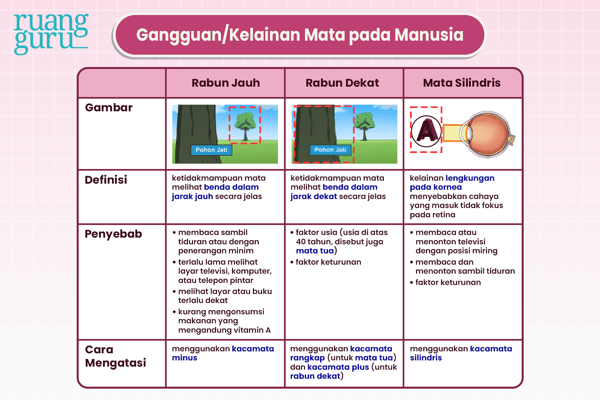 ruang
guru
Gangguan/Kelainan Mata pada Manusia
Rabun Jauh
Rabun Dekat
Mata Silindris
Gambar
Pohon Jati
Pohon Jati
A
Definisi
ketidakmampuan mata
melihat benda dalam
jarak jauh secara jelas
ketidakmampuan mata
melihat benda dalam
jarak dekat secara jelas
kelainan lengkungan
pada kornea
menyebabkan cahaya
yang masuk tidak fokus
pada retina
Penyebab
• membaca sambil
tiduran atau dengan
penerangan minim
• terlalu lama melihat
layar televisi, komputer,
atau telepon pintar
• melihat layar atau buku
terlalu dekat
• kurang mengonsumsi
makanan yang
mengandung vitamin A
• faktor usia (usia di atas
40 tahun, disebut juga
mata tua)
• faktor keturunan
• membaca atau
menonton televisi
dengan posisi miring
• membaca dan
menonton sambil tiduran
• faktor keturunan
Cara
Mengatasi
menggunakan kacamata
minus
menggunakan kacamata
rangkap (untuk mata tua)
dan kacamata plus (untuk
rabun dekat)
menggunakan kacamata
silindris